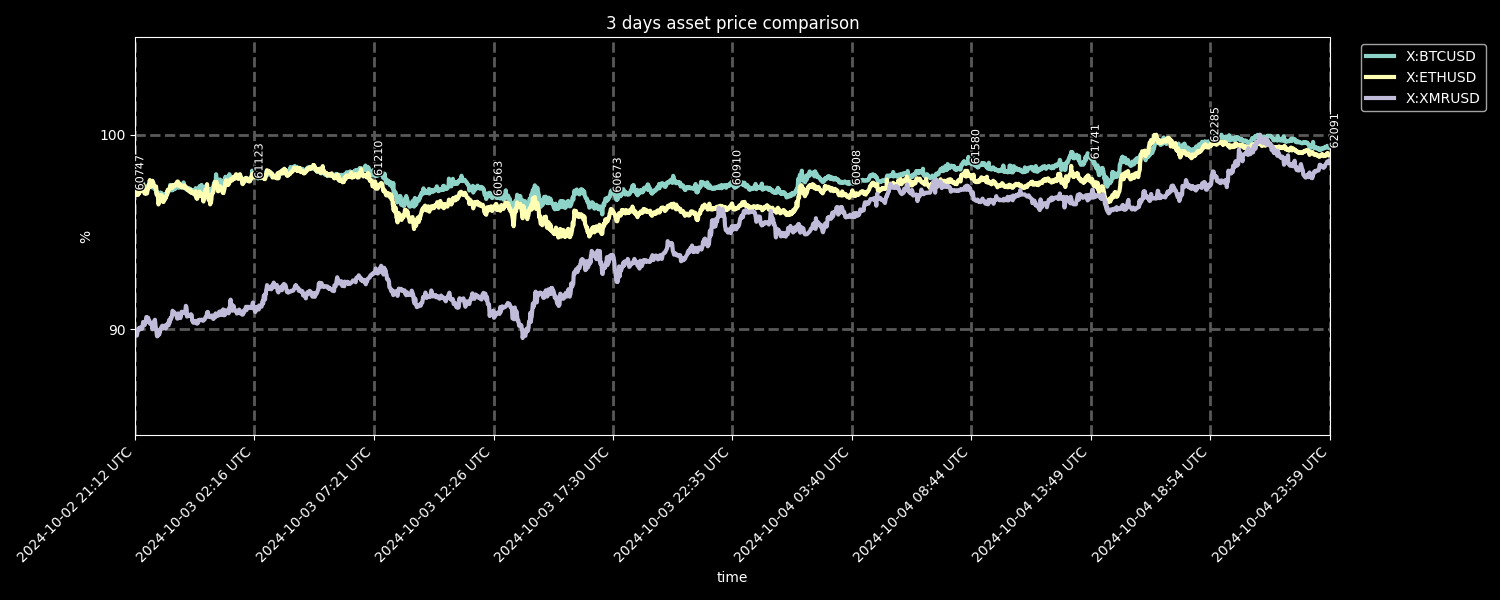 3 days asset price comparison
X:BTCUSD
X:ETHUSD
X:XMRUSD
100
90
%
60747
61123
61210
60563
60673
60910
60908
61580
61741
62285
62091
2024-10-02 21:12 UTC
2024-10-03 02:16 UTC
2024-10-03 07:21 UTC
2024-10-03 12:26 UTC
2024-10-03 17:30 UTC
2024-10-03 22:35 UTC
2024-10-04 03:40 UTC
2024-10-04 08:44 UTC
2024-10-04 13:49 UTC
2024-10-04 18:54 UTC
2024-10-04 23:59 UTC
time